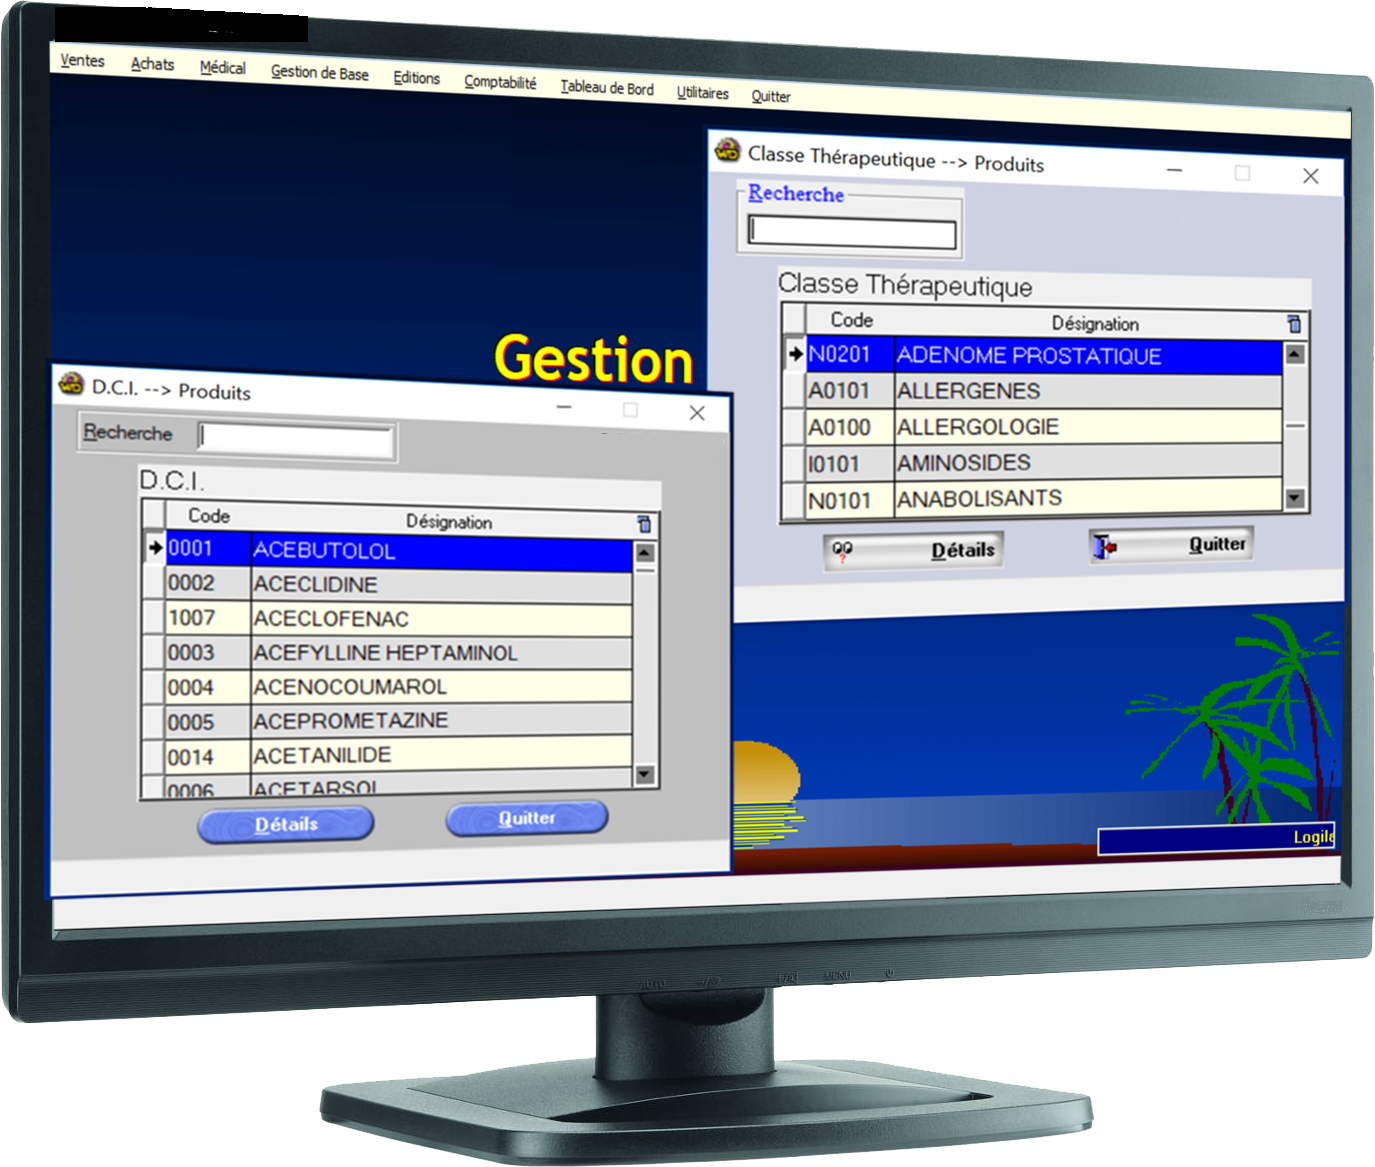 Ventes Achats Médical Gestion de Base Editions Comptabilité Tableau de Bord Utilitaires Quitter
Classe Thérapeutique --> Produits
Recherche
Classe Thérapeutique
Code Désignation
N0201 ADENOME PROSTATIQUE
A0101 ALLERGENES
A0100 ALLERGOLOGIE
I0101 AMINOSIDES
N0101 ANABOLISANTS
Détails Quitter
Gestion
D.C.I. --> Produits
Recherche
D.C.I.
Code Désignation
0001 ACEBUTOLOL
0002 ACECLIDINE
1007 ACECLOFENAC
0003 ACEFYLLINE HEPTAMINOL
0004 ACENOCOUMAROL
0005 ACEPROMETAZINE
0014 ACETANILIDE
0006 ACETARSOL
Détails Quitter
Logila
AUTO MENU